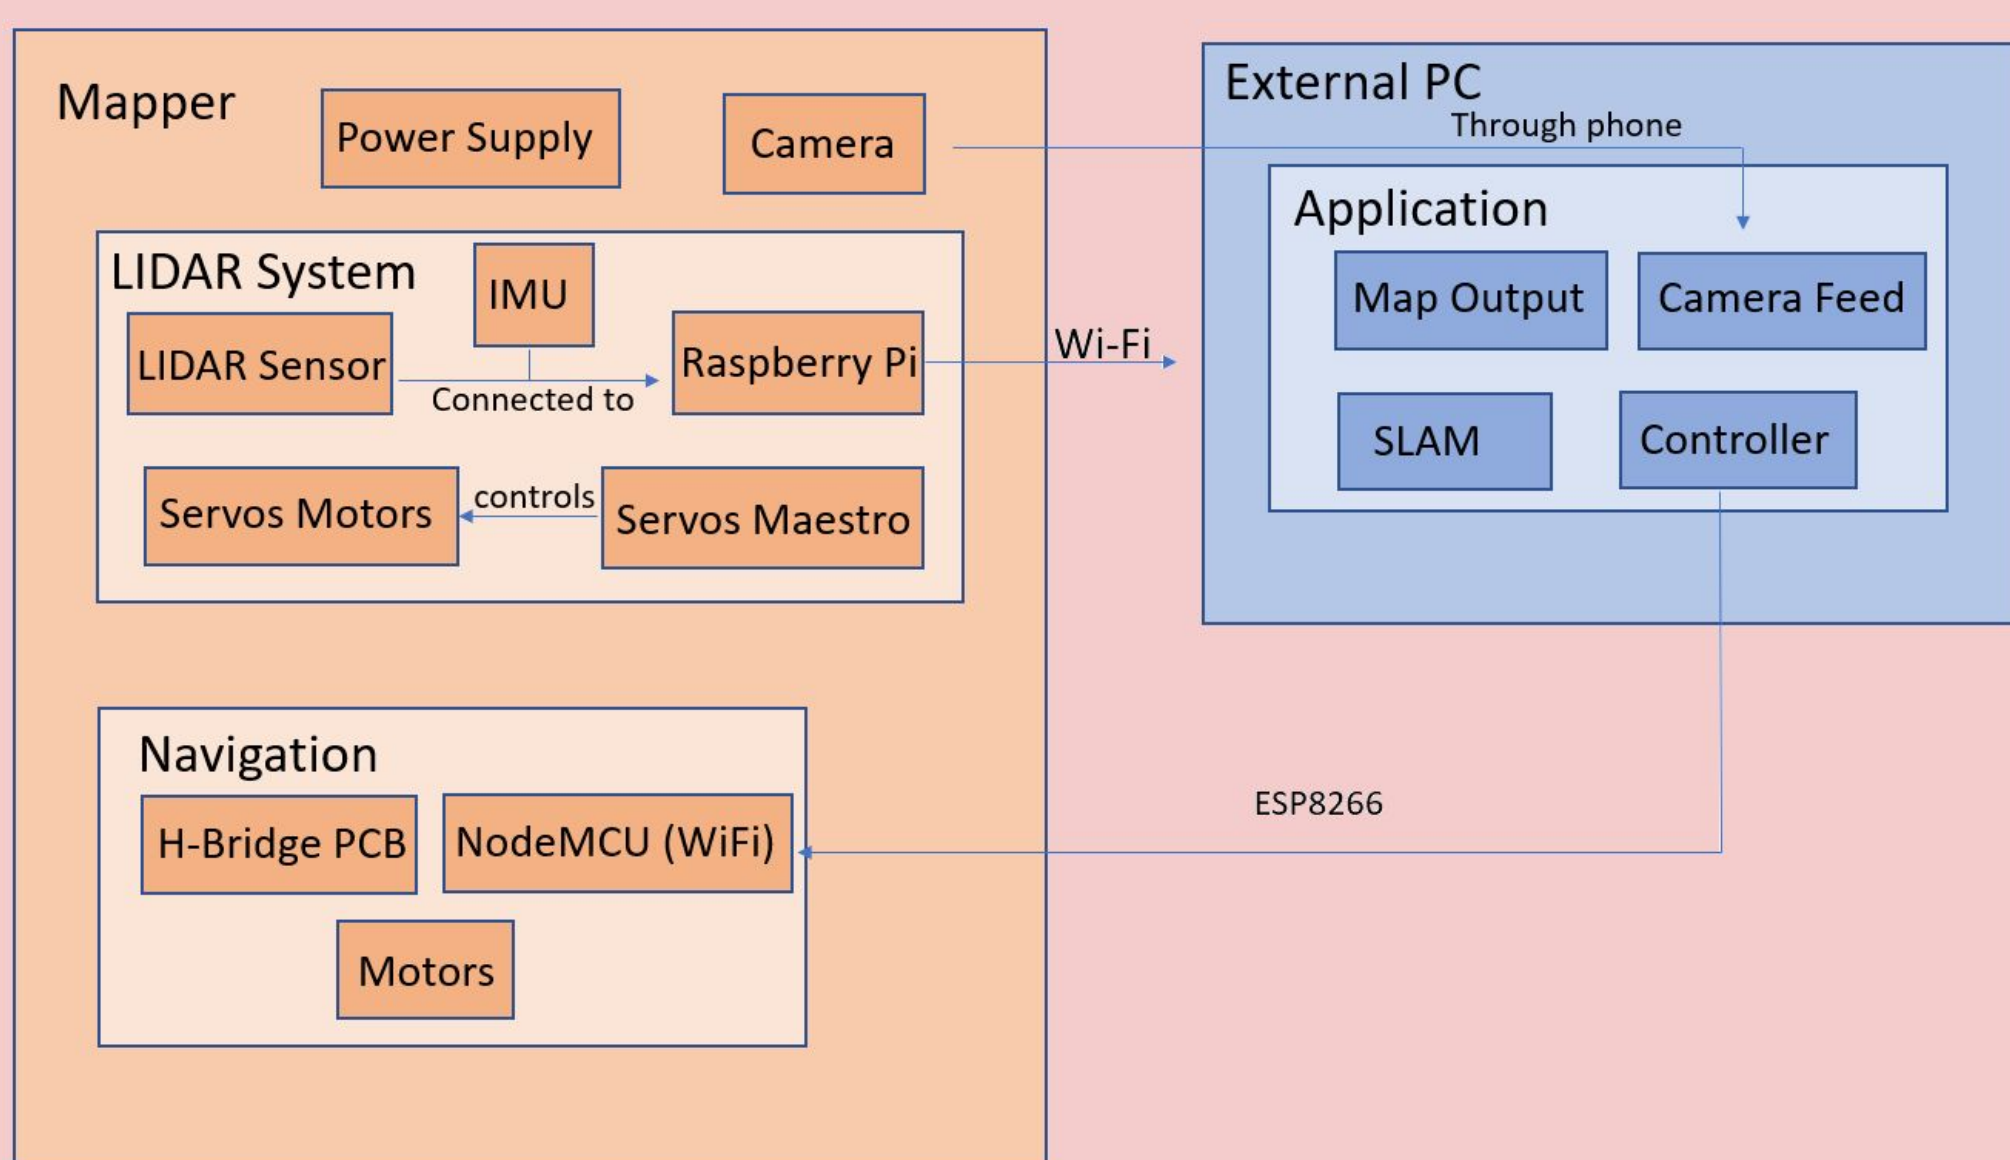 Mapper
Power Supply
Camera
LIDAR System
IMU
LIDAR Sensor
Connected to
Raspberry Pi
Servos Motors
controls
Servos Maestro
Navigation
H-Bridge PCB
NodeMCU (WiFi)
Motors
Wi-Fi
External PC
Through phone
Application
Map Output
Camera Feed
SLAM
Controller
ESP8266